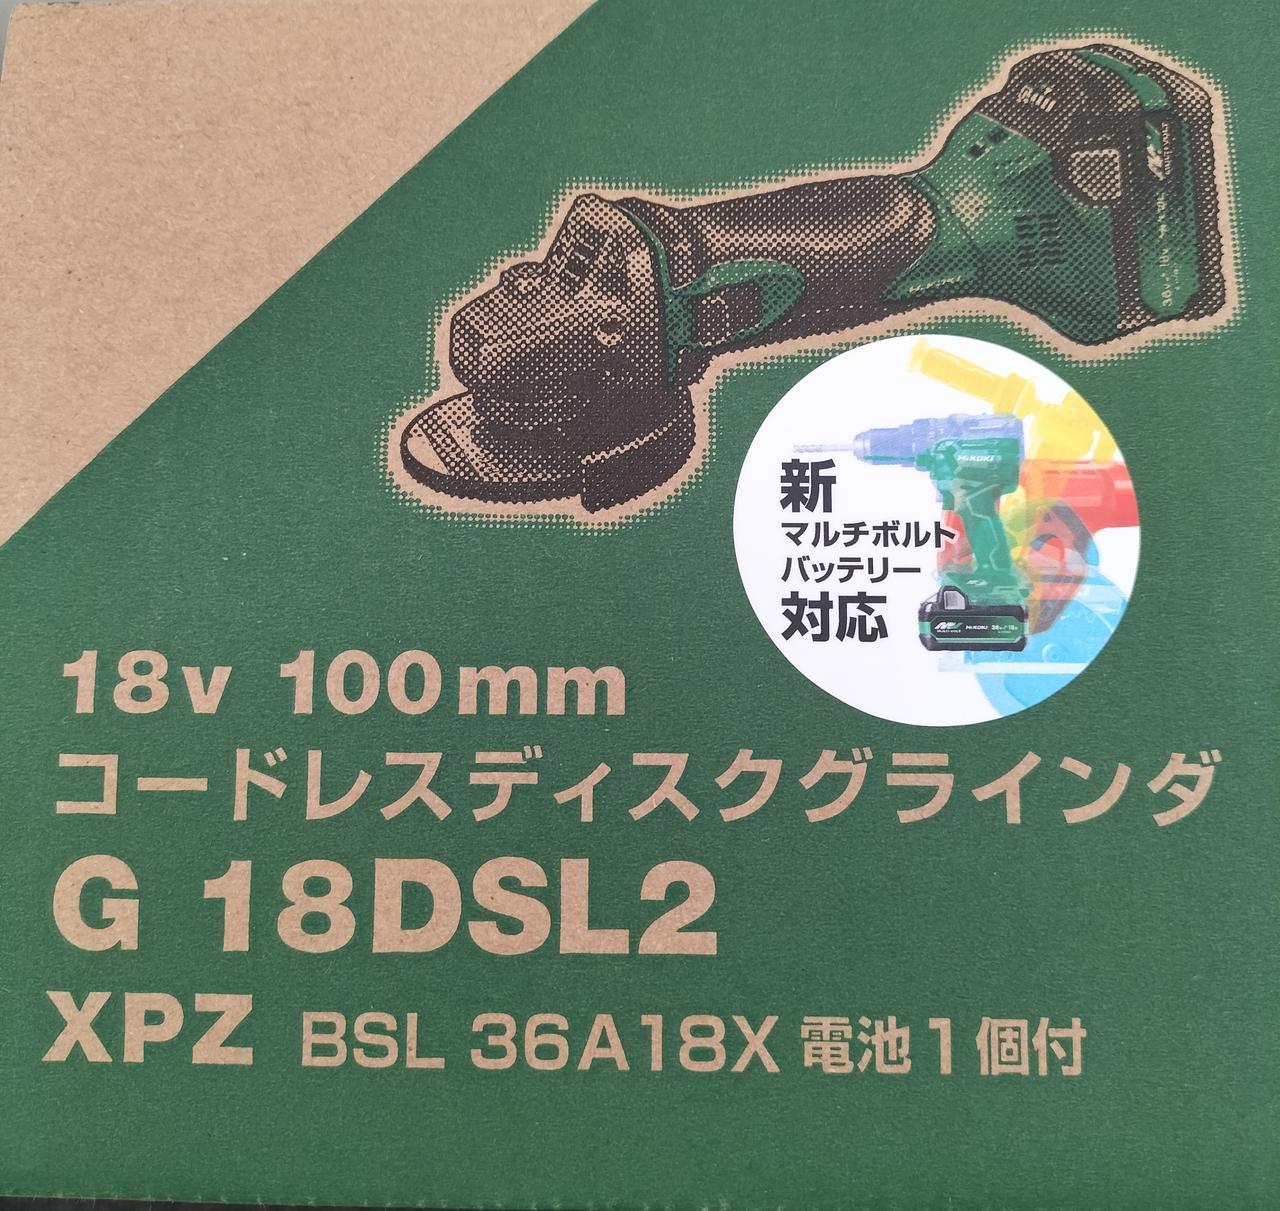 新
マルチボルト
バッテリー
対応
HiKOKI
18v 100mm
コードレスディスクグラインダ
G 18DSL2
XPZ BSL 36A18X 電池1個付